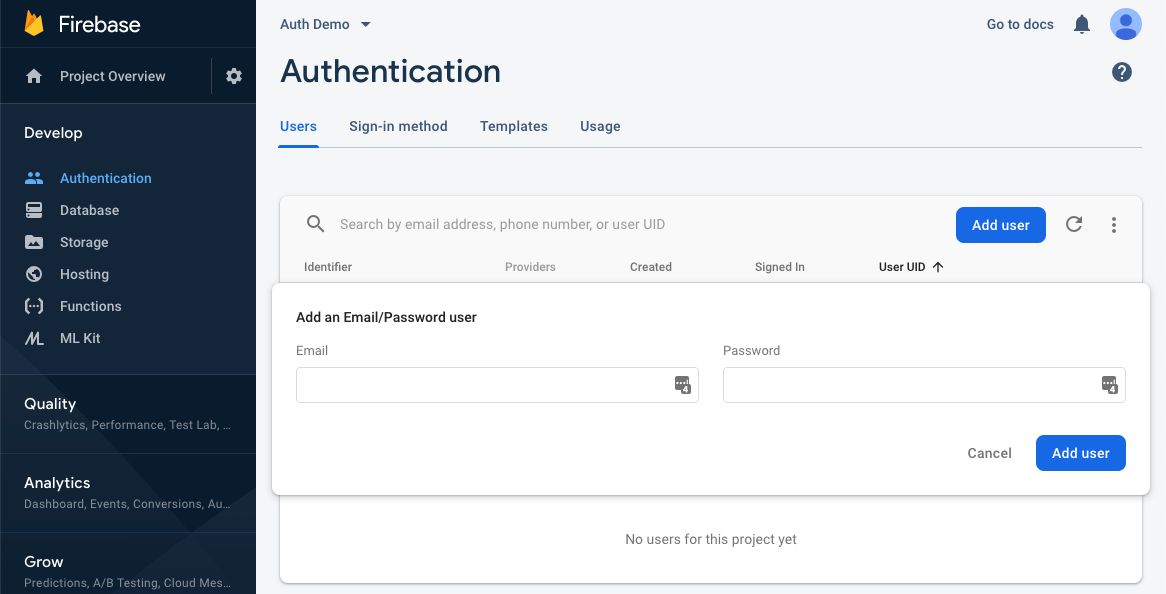 Firebase
Project Overview
Develop
Authentication
Database
Storage
Hosting
Functions
ML Kit
Quality
Crashlytics, Performance, Test Lab, ...
Analytics
Dashboard, Events, Conversions, Au...
Grow
Predictions, A/B Testing, Cloud Mes...
Auth Demo
Go to docs
Authentication
Users Sign-in method Templates Usage
Search by email address, phone number, or user UID
Add user
Identifier Providers Created Signed In User UID
Add an Email/Password user
Email Password
4 4
Cancel Add user
No users for this project yet